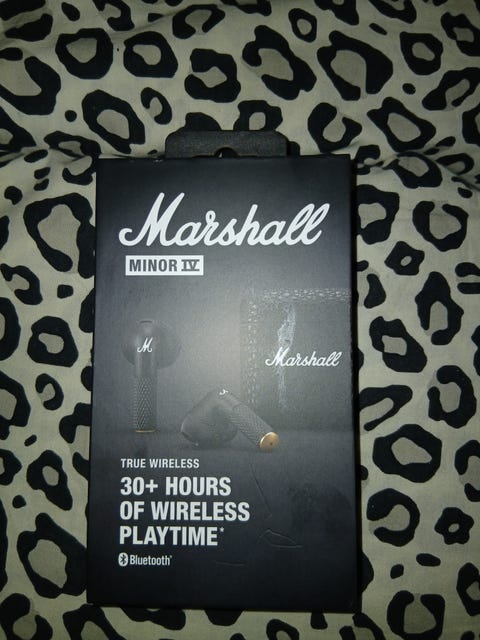 Marshall
MINOR IV
M
Marshall
TRUE WIRELESS
30+ HOURS
OF WIRELESS
PLAYTIME*
Bluetooth®